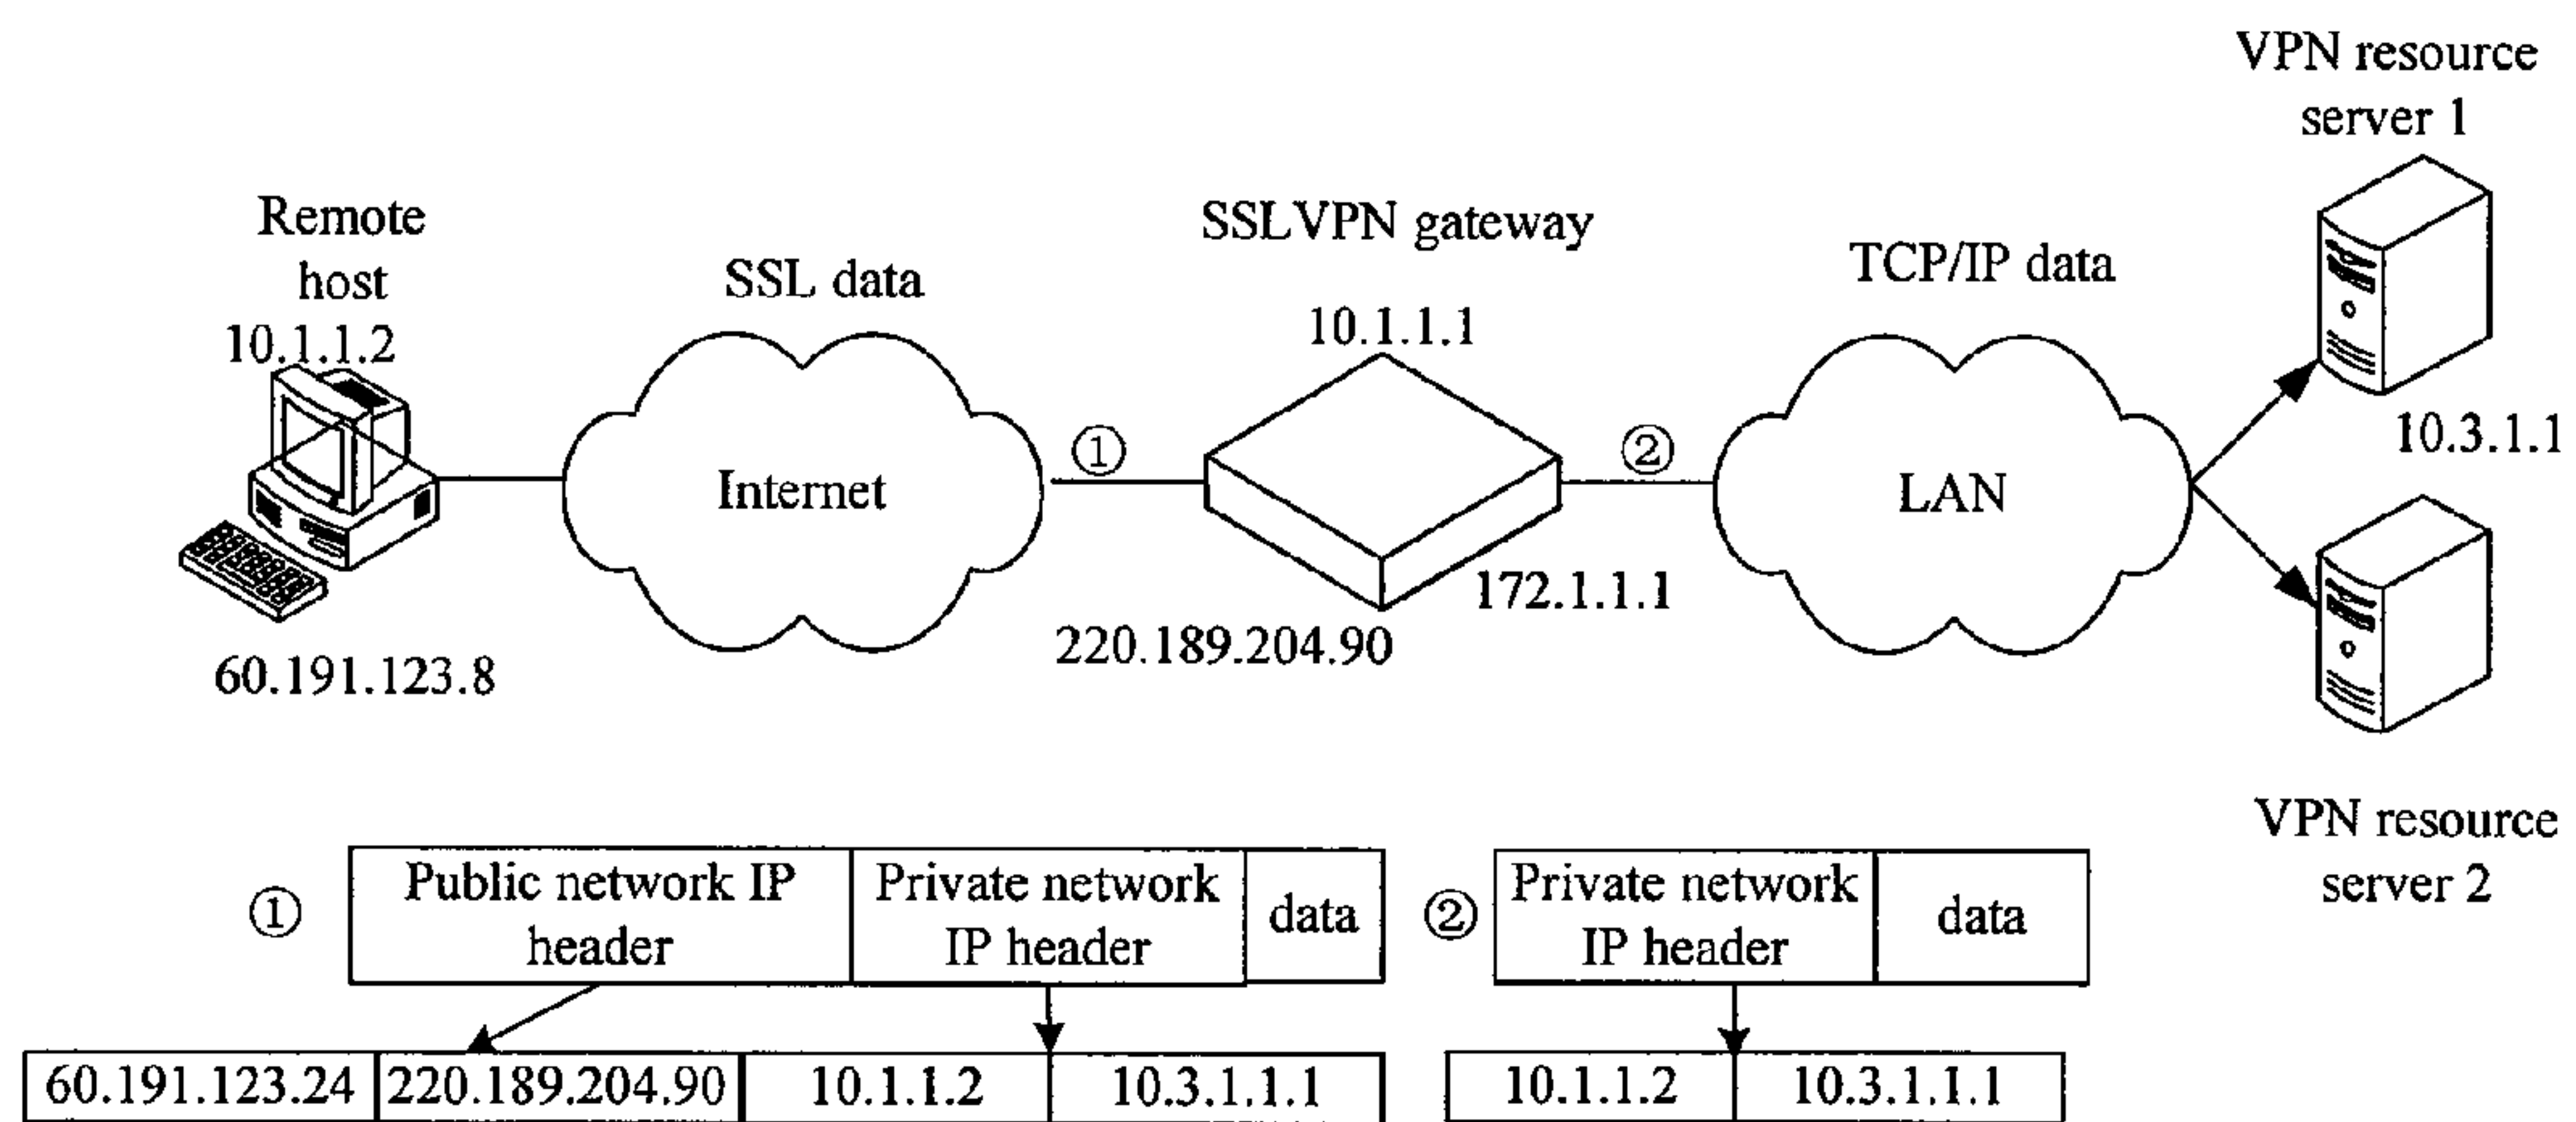 VPN resource
server 1
Remote
host
10.1.1.2
SSL data
SSLVPN gateway
10.1.1.1
TCP/IP data
10.3.1.1
①
②
Internet
LAN
172.1.1.1
220.189.204.90
60.191.123.8
VPN resource
server 2
①
Public network IP
header
Private network
IP header
data
②
Private network
IP header
data
60.191.123.24
220.189.204.90
10.1.1.2
10.3.1.1.1
10.1.1.2
10.3.1.1.1